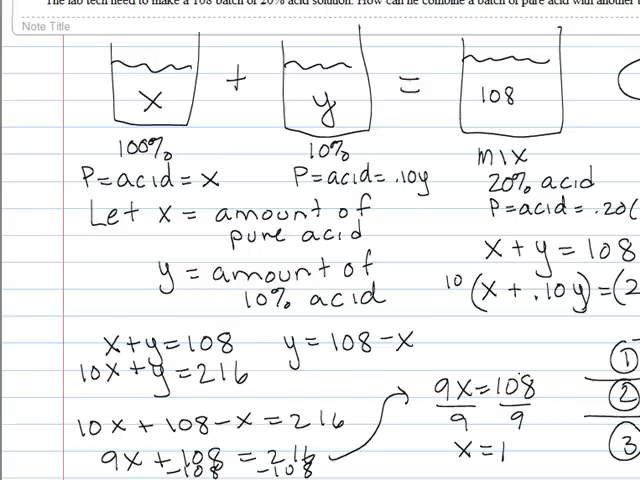 The lab tech need to make a 108 batch of 20% acid solution. How can he combine a batch of pure acid with another
Note Title
x + y = 108
100% 10% MIX
P=acid = x P=acid = .10y 20% acid
P=acid = .20(
Let x = amount of
pure acid
y = amount of
10% acid
x + y = 108
10(x + .10y) = (2
x+y = 108 y = 108 - x
10x+y = 216
10x + 108 - x = 216
9x + 108 = 216
-108 -108
9x = 108
9 9
x = 1
1
2
3